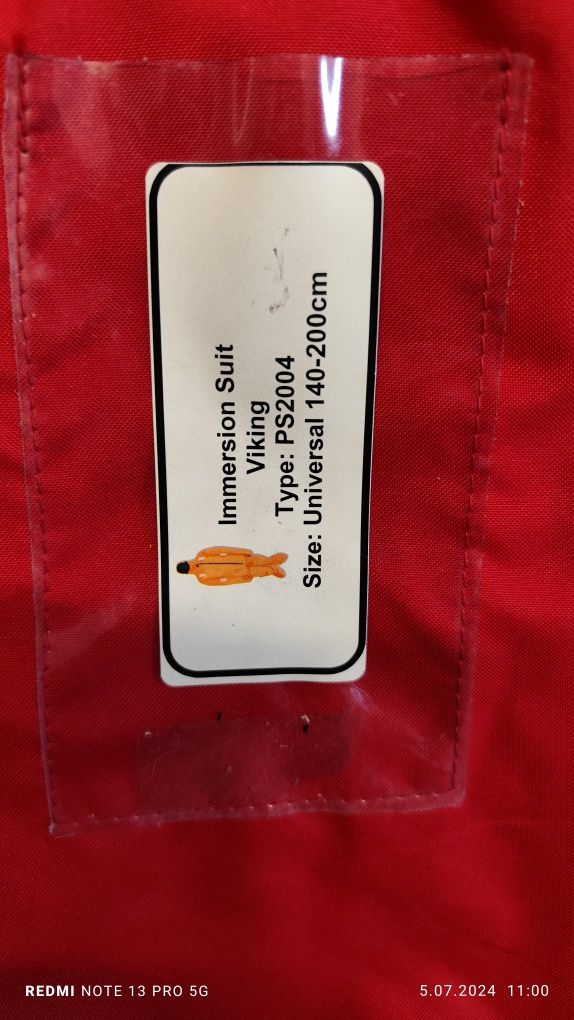 Immersion Suit
Viking
Type: PS2004
Size: Universal 140-200cm
REDMI NOTE 13 PRO 5G
5.07.2024 11:00